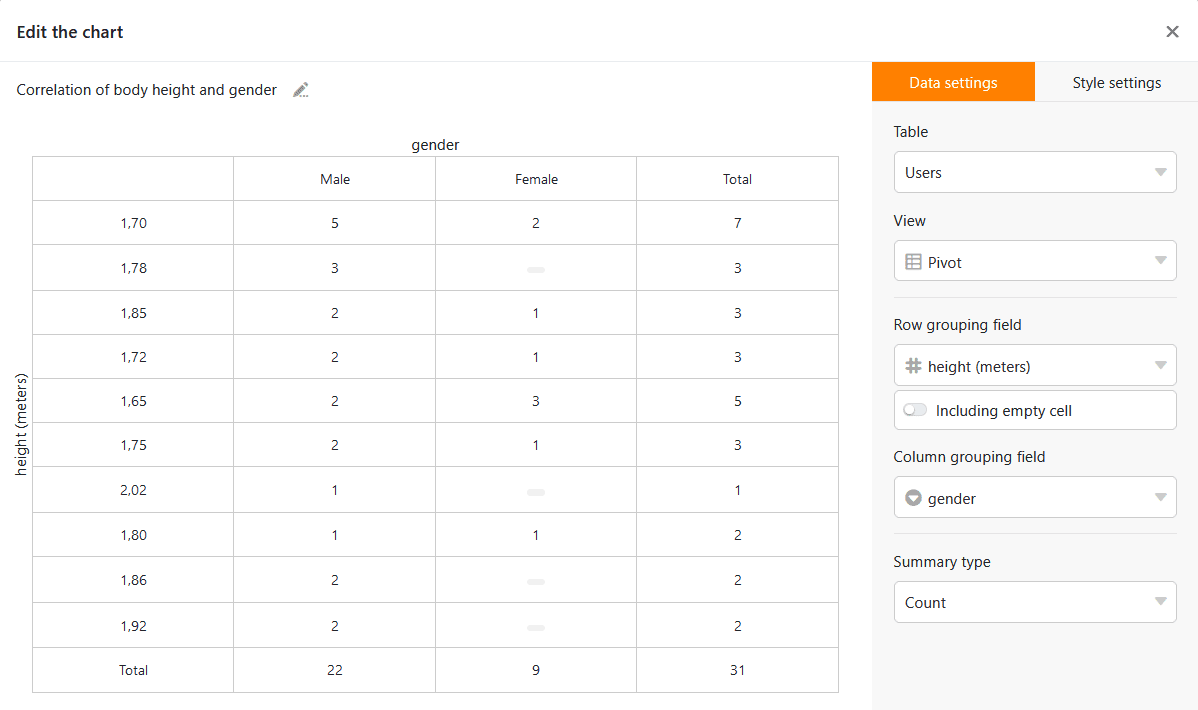 Edit the chart
Correlation of body height and gender
gender
Male Female Total
1,70 5 2 7
1,78 3 3
1,85 2 1 3
1,72 2 1 3
1,65 2 3 5
1,75 2 1 3
2,02 1 1
1,80 1 1 2
1,86 2 2
1,92 2 2
Total 22 9 31
height (meters)
Data settings Style settings
Table
Users
View
Pivot
Row grouping field
height (meters)
Including empty cell
Column grouping field
gender
Summary type
Count